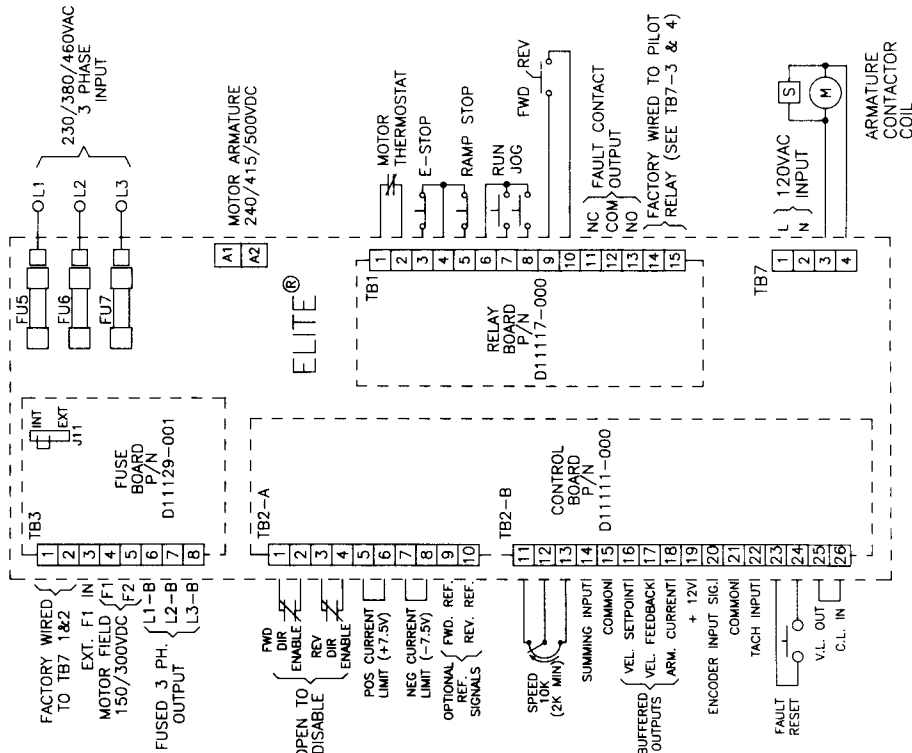 230/380/460VAC
3 PHASE
INPUT
L1
L2
L3
FU5
FU6
FU7
A1
A2
MOTOR ARMATURE
240/415/500VDC
ELITE®
INT
EXT
J11
FUSE
BOARD
P/N
D11129-001
TB3
1
2
3
4
5
6
7
8
FACTORY WIRED
TO TB7 1&2
EXT. F1 IN
MOTOR FIELD
150/300VDC
F1
F2
FUSED 3 PH.
OUTPUT
L1-B
L2-B
L3-B
TB1
1
2
3
4
5
6
7
8
9
10
11
12
13
14
15
RELAY
BOARD
P/N
D11117-000
MOTOR
THERMOSTAT
E-STOP
RAMP STOP
RUN
JOG
FWD
REV
NC
COM
NO
FAULT CONTACT
OUTPUT
FACTORY WIRED TO PILOT
RELAY (SEE TB7-3 & 4)
TB2-A
1
2
3
4
5
6
7
8
9
10
FWD
DIR
ENABLE
REV
DIR
ENABLE
OPEN TO
DISABLE
POS CURRENT
LIMIT (+7.5V)
NEG CURRENT
LIMIT (-7.5V)
OPTIONAL
REF.
SIGNALS
FWD. REF.
REV. REF.
TB2-B
11
12
13
14
15
16
17
18
19
20
21
22
23
24
25
26
CONTROL
BOARD
P/N
D11111-000
SPEED
10K
(2K MIN)
SUMMING INPUT
COMMON
VEL. SETPOINT
VEL. FEEDBACK
ARM. CURRENT
BUFFERED
OUTPUTS
+ 12V
ENCODER INPUT SIG.
COMMON
TACH INPUT
FAULT
RESET
V.L. OUT
C.L. IN
TB7
1
2
3
4
L
N
120VAC
INPUT
S
M
ARMATURE
CONTACTOR
COIL